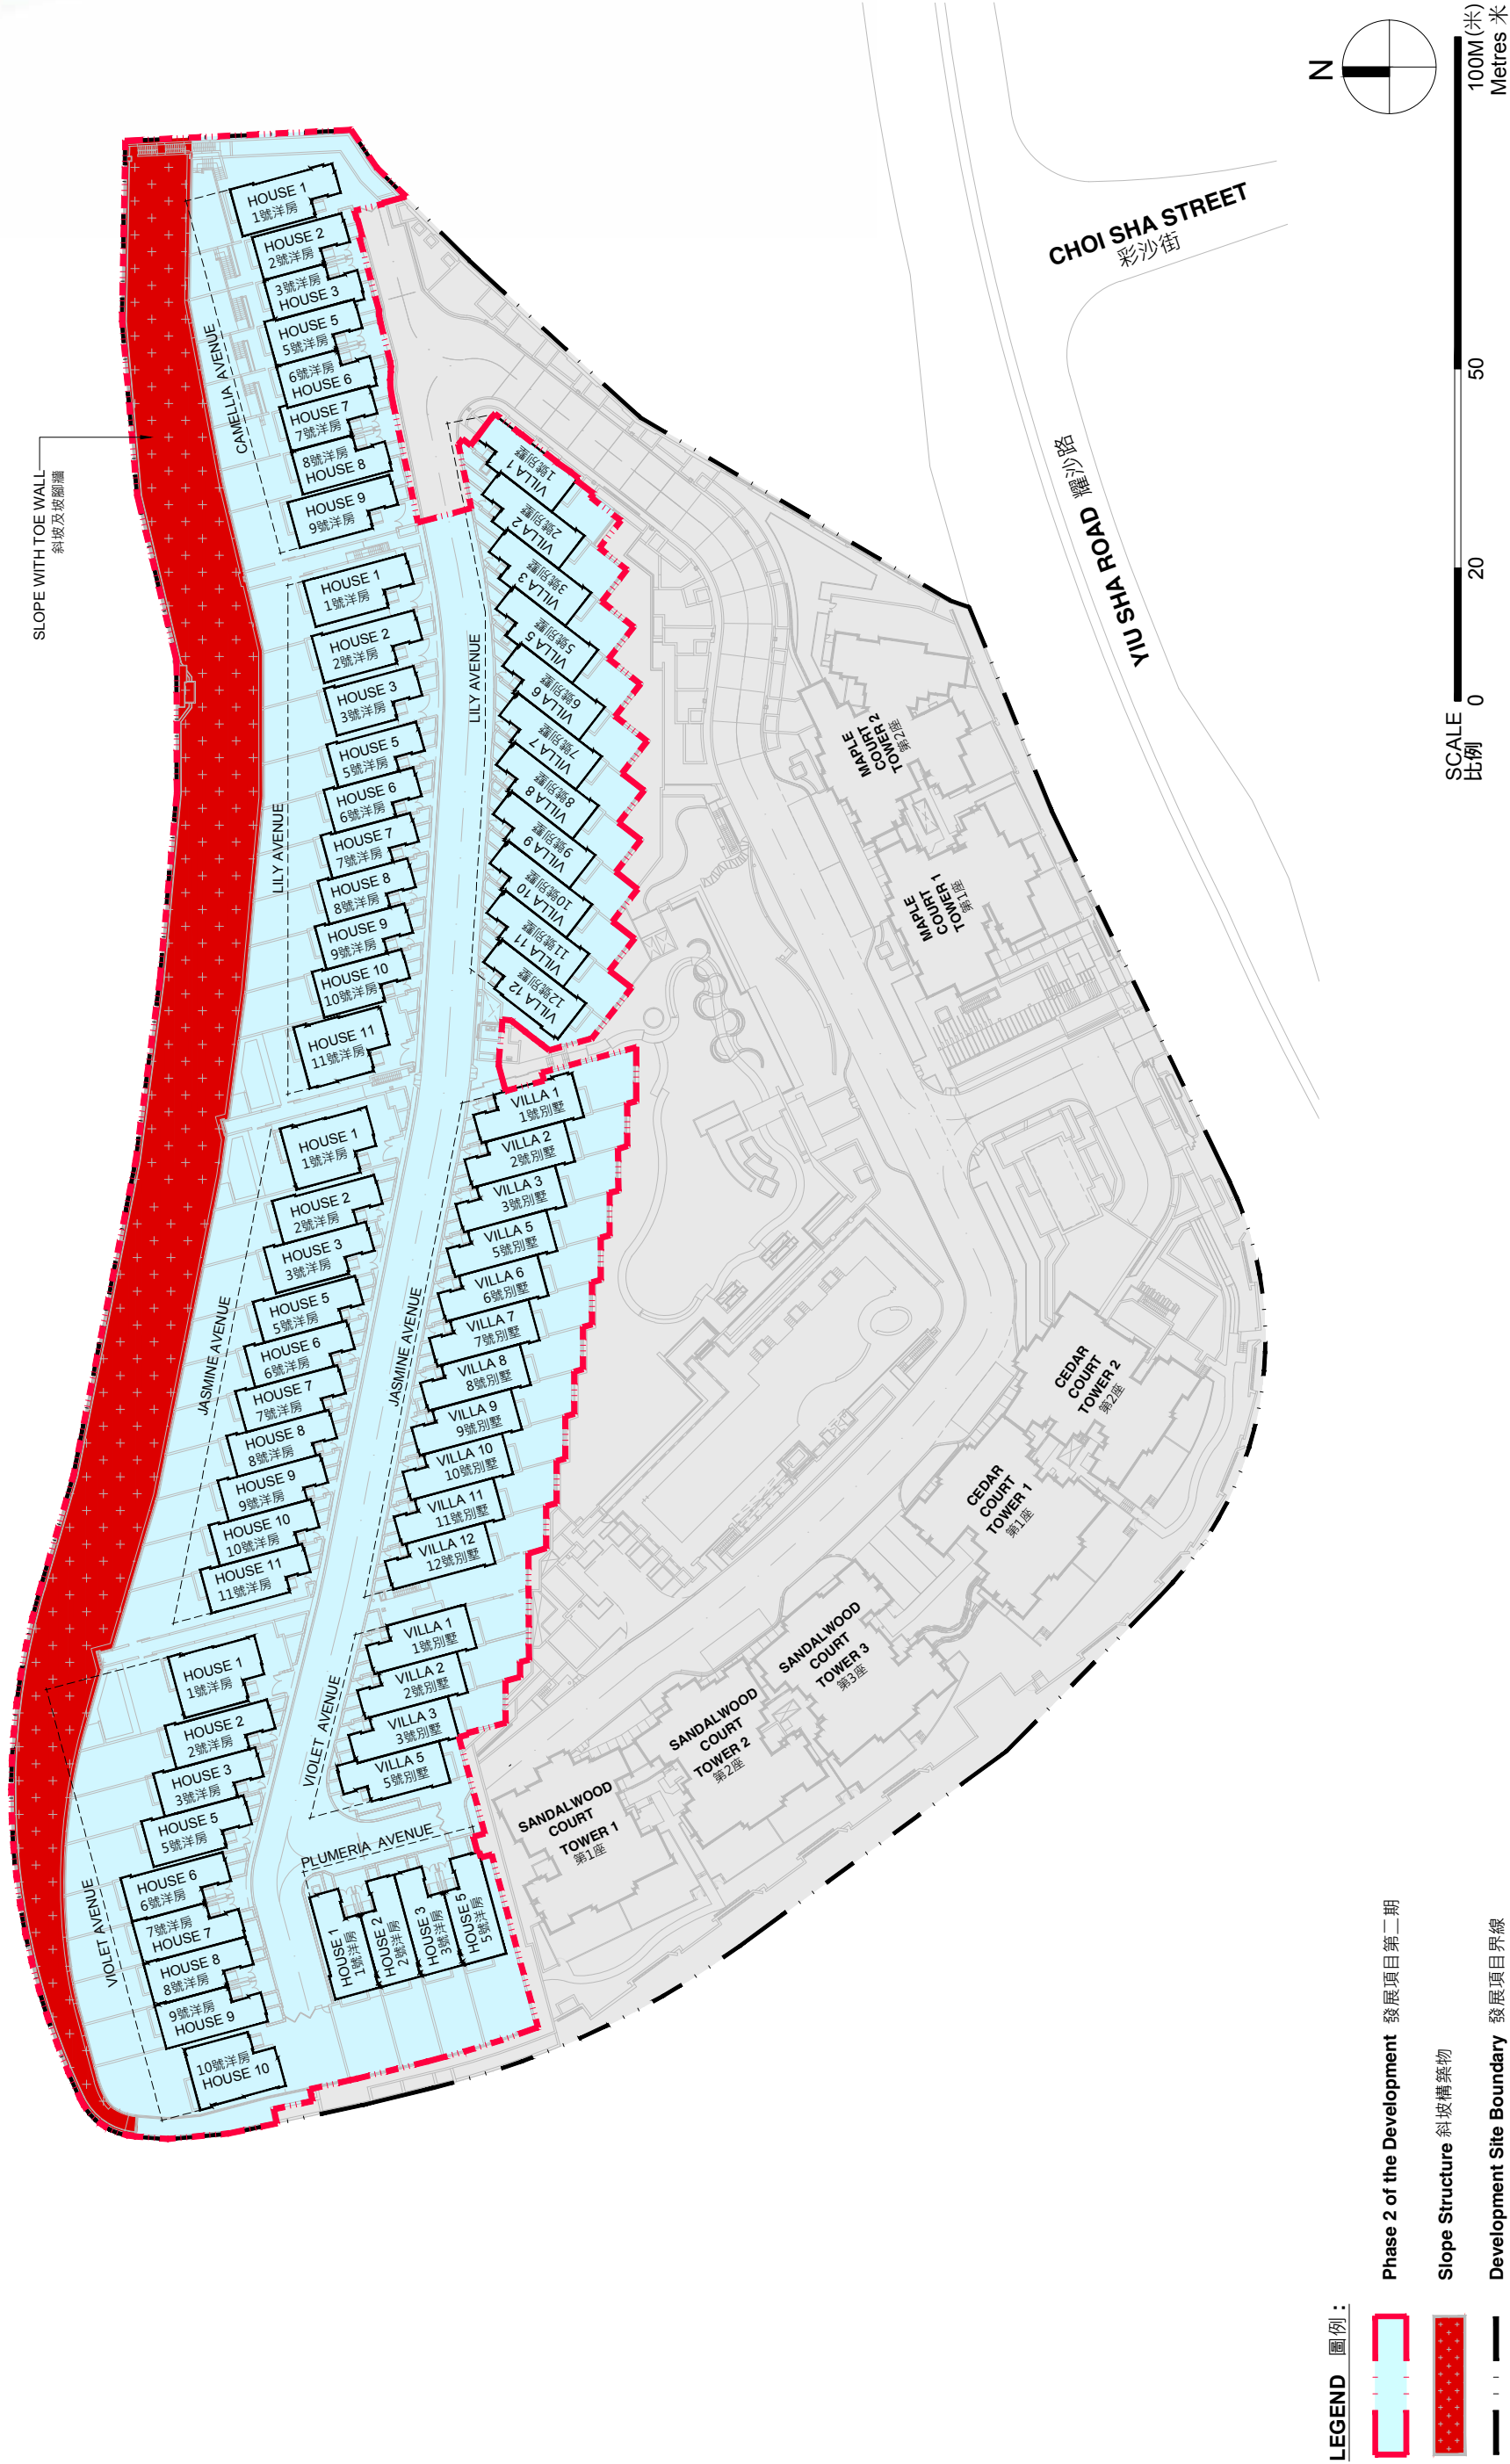 SLOPE WITH TOE WALL
斜坡及坡腳牆
CAMELLIA AVENUE
HOUSE 1
1號洋房
HOUSE 2
2號洋房
3號洋房
HOUSE 3
HOUSE 5
5號洋房
6號洋房
HOUSE 6
HOUSE 7
7號洋房
8號洋房
HOUSE 8
HOUSE 9
9號洋房
LILY AVENUE
HOUSE 1
1號洋房
HOUSE 2
2號洋房
HOUSE 3
3號洋房
HOUSE 5
5號洋房
HOUSE 6
6號洋房
HOUSE 7
7號洋房
HOUSE 8
8號洋房
HOUSE 9
9號洋房
HOUSE 10
10號洋房
HOUSE 11
11號洋房
LILY AVENUE
VILLA 1
1號別墅
VILLA 2
2號別墅
VILLA 3
3號別墅
VILLA 5
5號別墅
VILLA 6
6號別墅
VILLA 7
7號別墅
VILLA 8
8號別墅
VILLA 9
9號別墅
VILLA 10
10號別墅
VILLA 11
11號別墅
VILLA 12
12號別墅
JASMINE AVENUE
HOUSE 1
1號洋房
HOUSE 2
2號洋房
HOUSE 3
3號洋房
HOUSE 5
5號洋房
HOUSE 6
6號洋房
HOUSE 7
7號洋房
HOUSE 8
8號洋房
HOUSE 9
9號洋房
HOUSE 10
10號洋房
HOUSE 11
11號洋房
JASMINE AVENUE
VILLA 1
1號別墅
VILLA 2
2號別墅
VILLA 3
3號別墅
VILLA 5
5號別墅
VILLA 6
6號別墅
VILLA 7
7號別墅
VILLA 8
8號別墅
VILLA 9
9號別墅
VILLA 10
10號別墅
VILLA 11
11號別墅
VILLA 12
12號別墅
VIOLET AVENUE
HOUSE 1
1號洋房
HOUSE 2
2號洋房
HOUSE 3
3號洋房
HOUSE 5
5號洋房
HOUSE 6
6號洋房
7號洋房
HOUSE 7
HOUSE 8
8號洋房
9號洋房
HOUSE 9
10號洋房
HOUSE 10
VIOLET AVENUE
VILLA 1
1號別墅
VILLA 2
2號別墅
VILLA 3
3號別墅
VILLA 5
5號別墅
PLUMERIA AVENUE
HOUSE 1
1號洋房
HOUSE 2
2號洋房
HOUSE 3
3號洋房
HOUSE 5
5號洋房
MAPLE
COURT
TOWER 2
第2座
MAPLE
COURT
TOWER 1
第1座
CEDAR
COURT
TOWER 2
第2座
CEDAR
COURT
TOWER 1
第1座
SANDALWOOD
COURT
TOWER 3
第3座
SANDALWOOD
COURT
TOWER 2
第2座
SANDALWOOD
COURT
TOWER 1
第1座
CHOI SHA STREET
彩沙街
YIU SHA ROAD 耀沙路
N
SCALE
比例
0 20 50 100M(米)
Metres 米
LEGEND 圖例 :
Phase 2 of the Development 發展項目第二期
Slope Structure 斜坡構築物
Development Site Boundary 發展項目界線